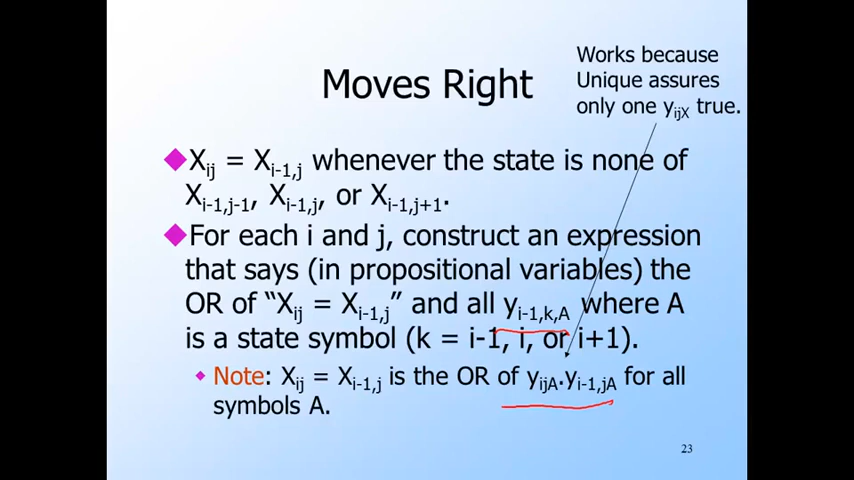 Works because
Unique assures
only one yijX true.
Moves Right
Xij = Xi-1,j whenever the state is none of
Xi-1,j-1, Xi-1,j, or Xi-1,j+1.
For each i and j, construct an expression
that says (in propositional variables) the
OR of “Xij = Xi-1,j” and all yi-1,k,A where A
is a state symbol (k = i-1, i, or i+1).
Note: Xij = Xi-1,j is the OR of yijA.yi-1,jA for all
symbols A.
23